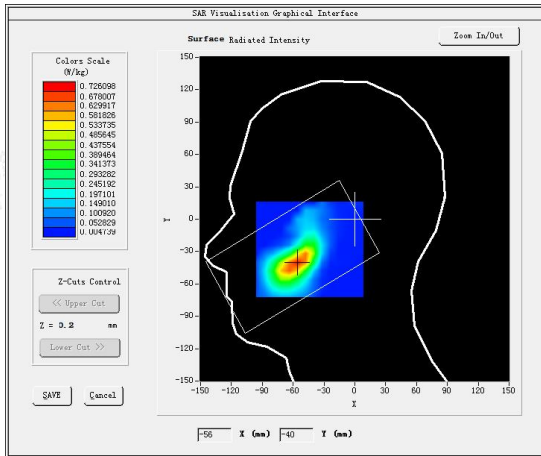 SAR Visualisation Graphical Interface
Surface Radiated Intensity
Zoom In/Out
Colors Scale
(W/kg)
0.726098
0.678007
0.629917
0.581826
0.533735
0.485645
0.437554
0.389464
0.341373
0.293282
0.245192
0.197101
0.149010
0.100920
0.052829
0.004739
Z-Cuts Control
<< Upper Cut
Z = 0.2 mm
Lower Cut >>
SAVE
Cancel
150
120
90
60
30
0
-30
-60
-90
-120
-150
Y
-150 -120 -90 -60 -30 0 30 60 90 120 150
X
-56 X (mm) -40 Y (mm)